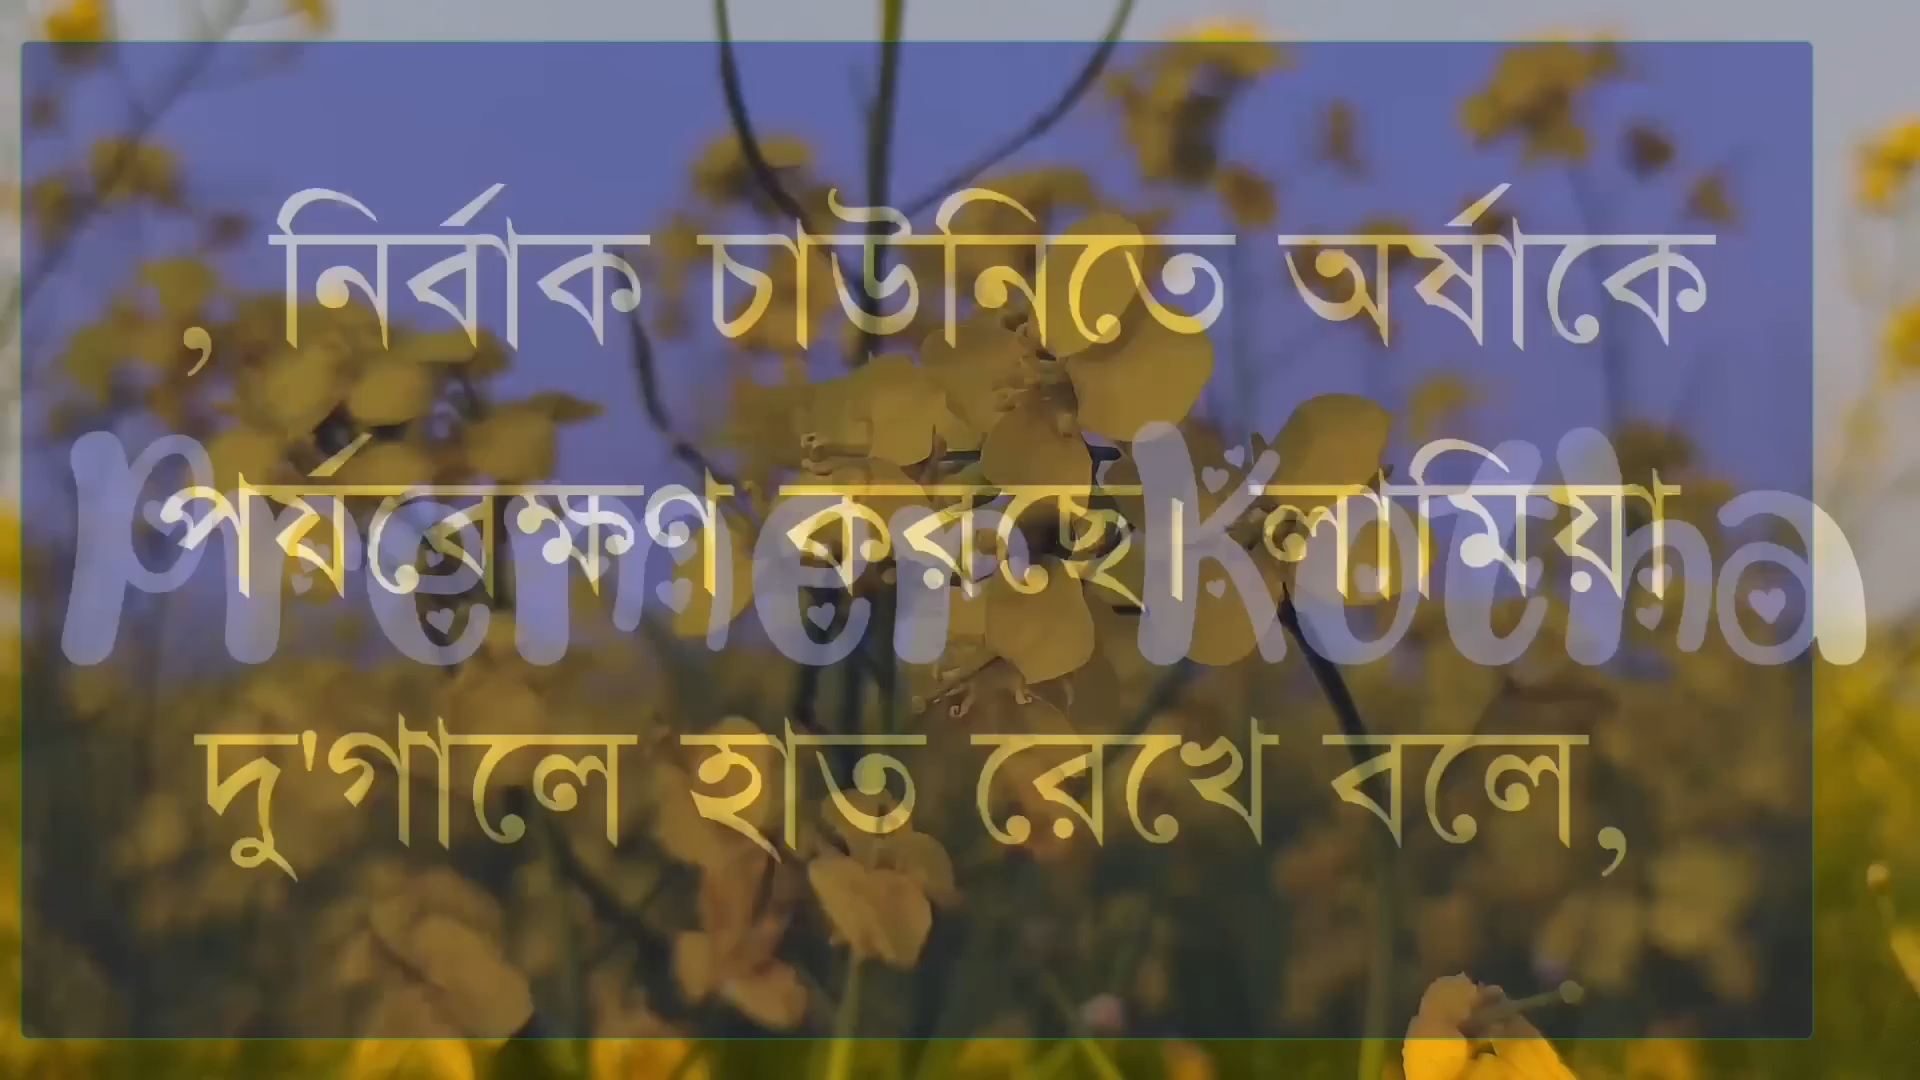 , নির্বাক চাউনিতে অর্ষাকে
পর্যবেক্ষণ করছে। লামিয়া
দু'গালে হাত রেখে বলে,
Premer Kotha